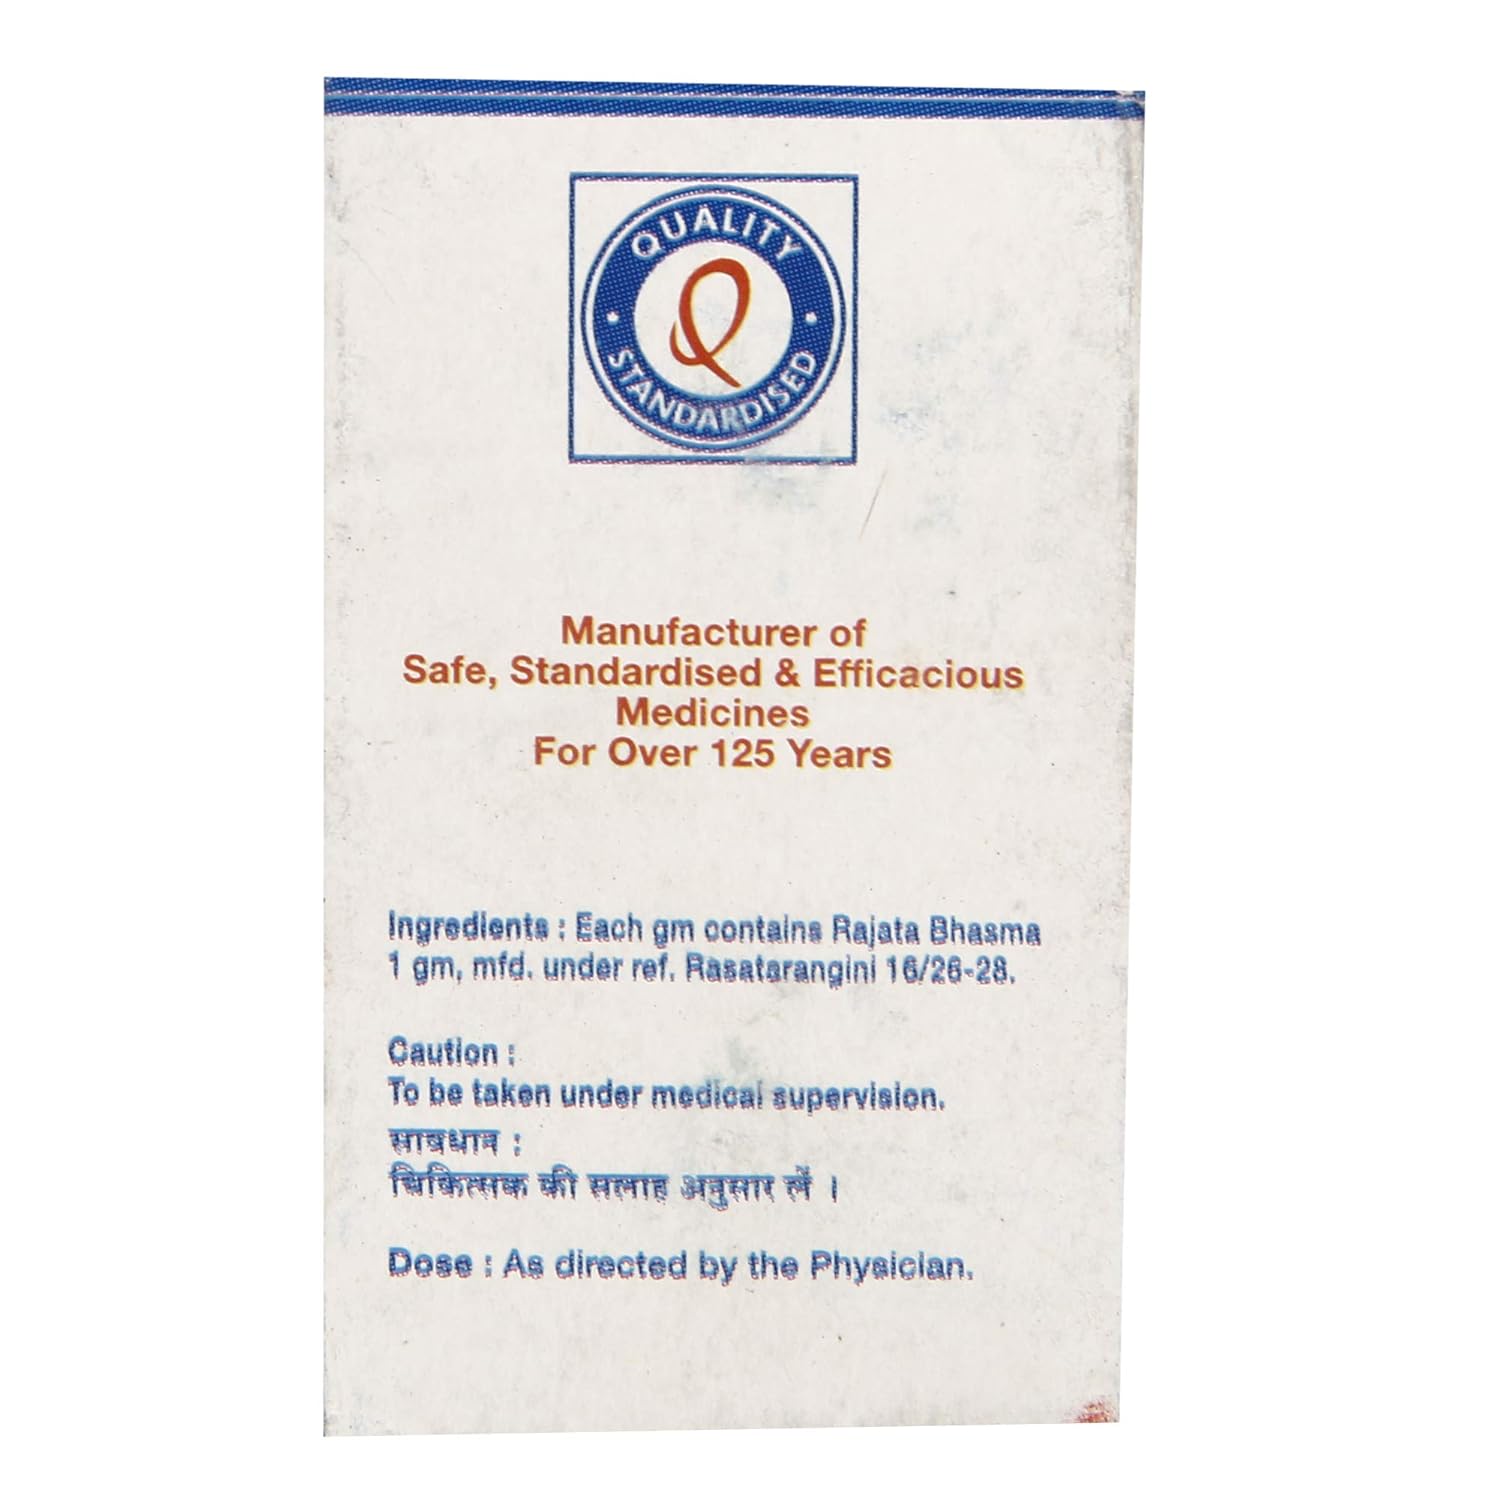 QUALITY
STANDARDISED
Manufacturer of
Safe, Standardised & Efficacious
Medicines
For Over 125 Years
Ingredients : Each gm contains Rajata Bhasma
1 gm, mfd. under ref. Rasatarangini 16/26-28.
Caution :
To be taken under medical supervision.
सावधान :
चिकित्सक की सलाह अनुसार लें ।
Dose : As directed by the Physician.